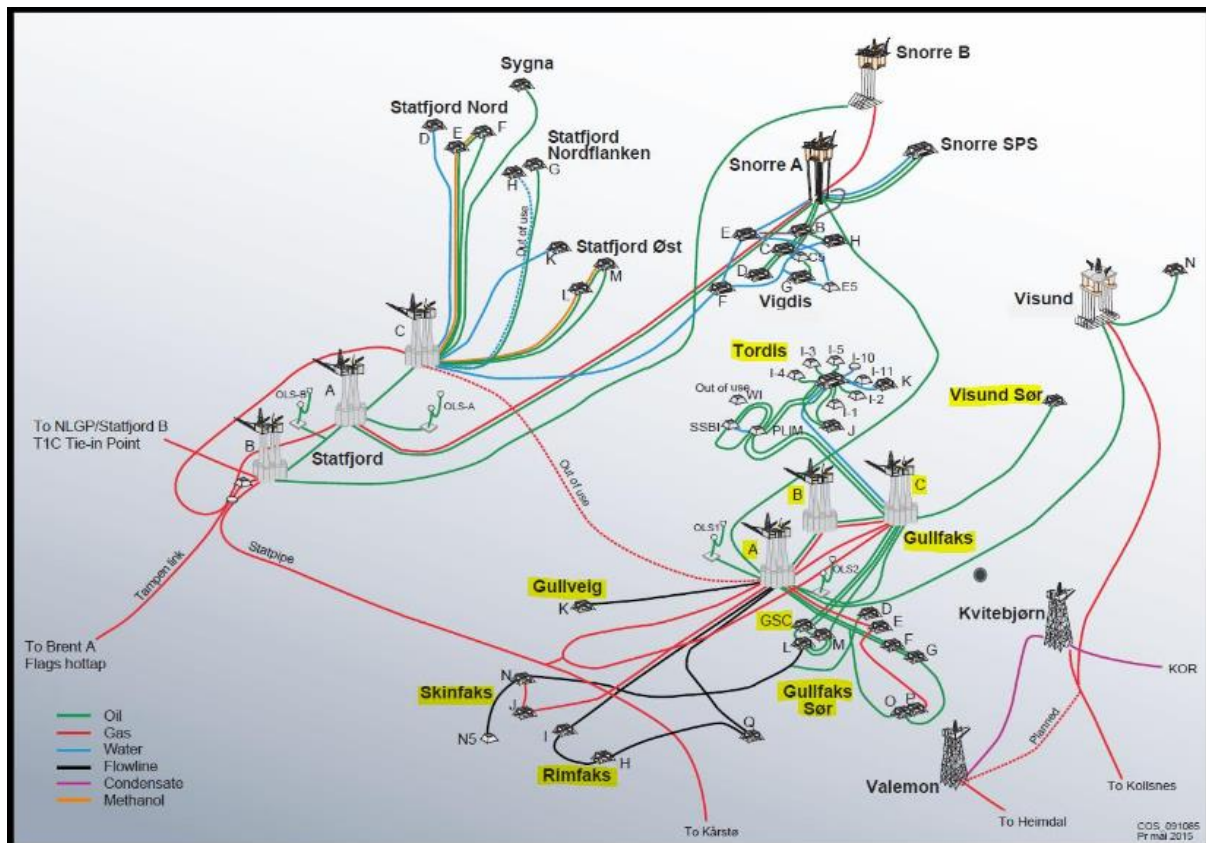 Snorre B
Sygna
Statfjord Nord
D
E
F
Statfjord
Nordflanken
H
G
Out of use
Snorre A
Snorre SPS
K
Statfjord Øst
L
M
E
B
C
H
C5
D
G
E5
F
Vigdis
N
Visund
C
A
B
OLS-B
OLS-A
To NLGP/Statfjord B
T1C Tie-in Point
Statfjord
Tordis
I-5
I-3
I-10
I-4
I-11
K
I-2
I-1
J
Out of use
WI
SSBI
PLIM
Visund Sør
Out of use
B
C
Gullfaks
OLS1
A
OLS2
Tampen link
Statpipe
Gullveig
K
GSC
D
E
F
G
L
M
Kvitebjørn
KOR
To Brent A
Flags hottap
Skinfaks
N
J
N5
Gullfaks
Sør
O
P
I
H
Q
Rimfaks
Planned
Valemon
To Kollsnes
To Heimdal
To Kårstø
Oil
Gas
Water
Flowline
Condensate
Methanol
COS_091085
Pr mai 2015